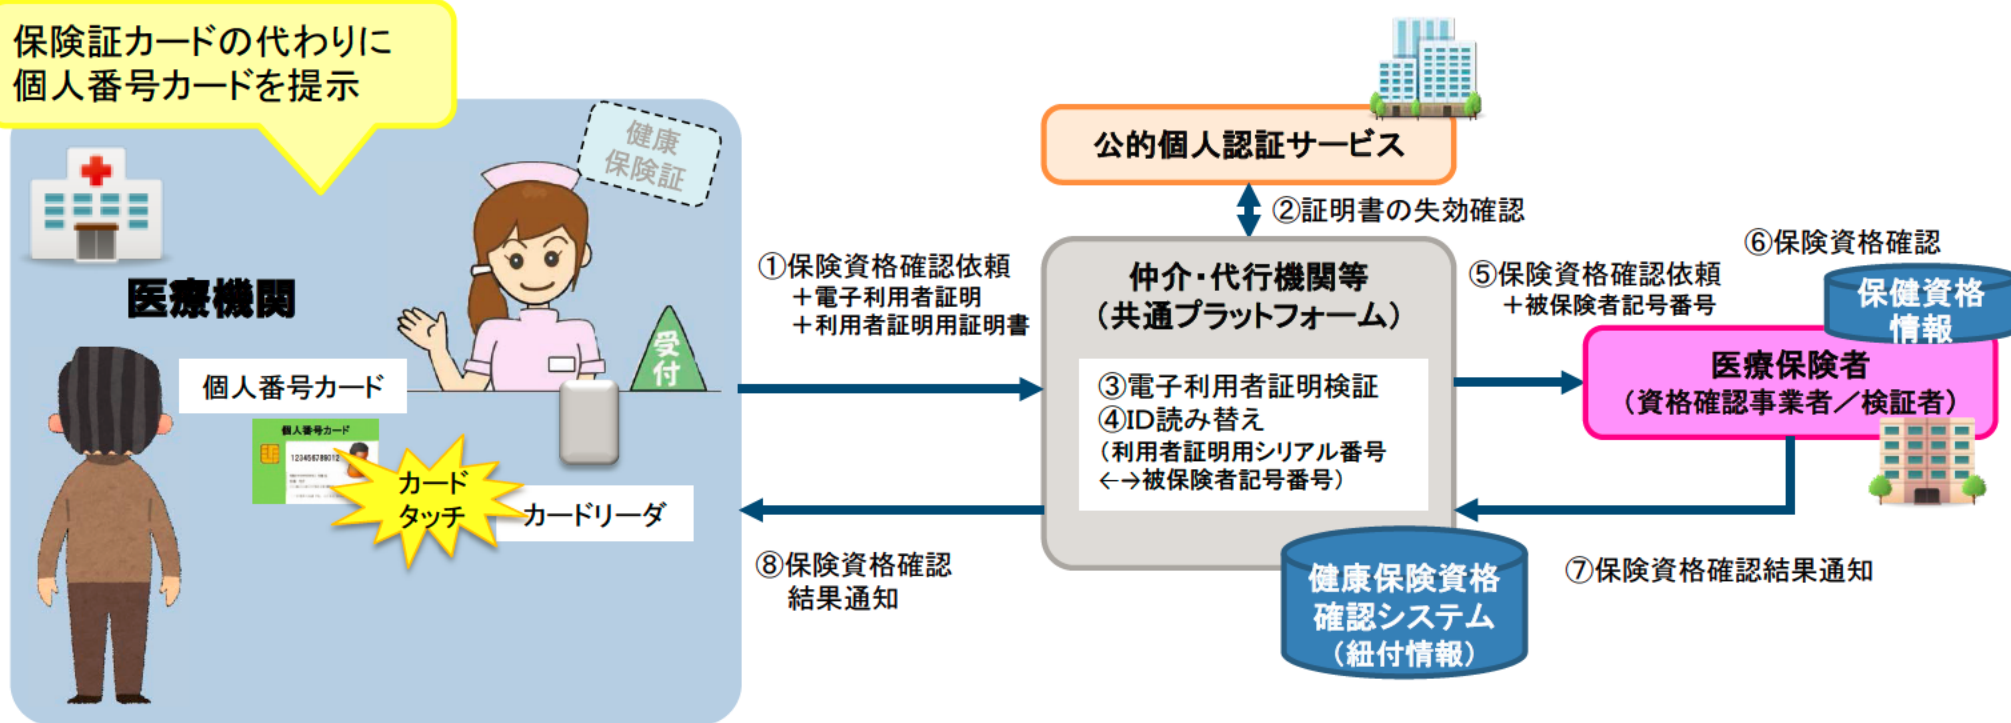 保険証カードの代わりに
個人番号カードを提示
健康
保険証
医療機関
受付
個人番号カード
個人番号カード
123456789012
カード
タッチ
カードリーダ
①保険資格確認依頼
＋電子利用者証明
＋利用者証明用証明書
⑧保険資格確認
結果通知
公的個人認証サービス
②証明書の失効確認
仲介・代行機関等
（共通プラットフォーム）
③電子利用者証明検証
④ID読み替え
（利用者証明用シリアル番号
←→被保険者記号番号）
健康保険資格
確認システム
（紐付情報）
⑤保険資格確認依頼
＋被保険者記号番号
⑥保険資格確認
保健資格
情報
医療保険者
（資格確認事業者／検証者）
⑦保険資格確認結果通知